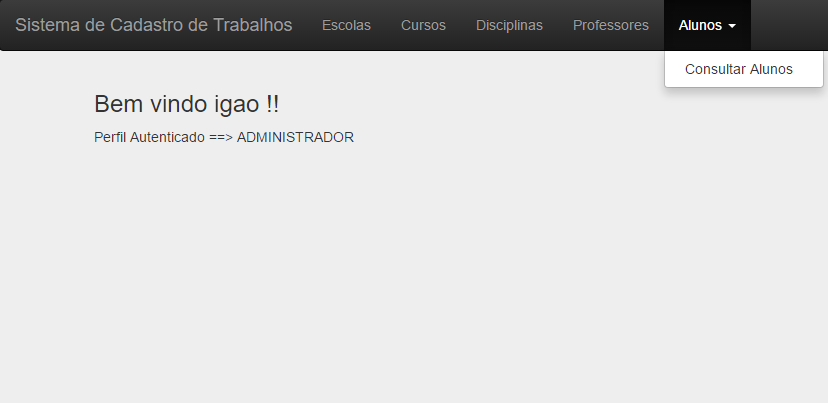 Sistema de Cadastro de Trabalhos Escolas Cursos Disciplinas Professores Alunos
Consultar Alunos
Bem vindo igao !!
Perfil Autenticado ==> ADMINISTRADOR